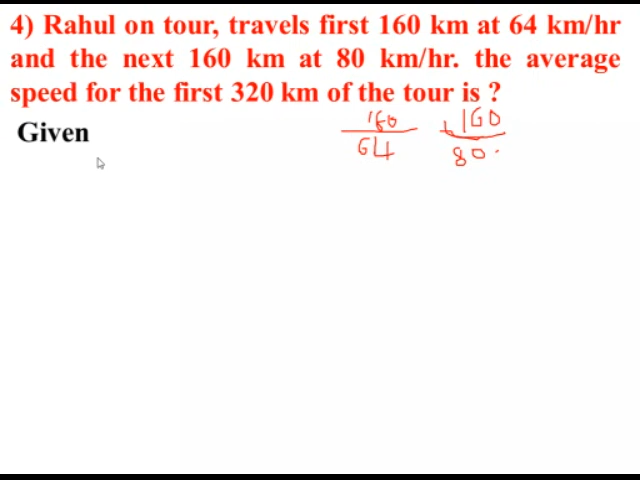 4) Rahul on tour, travels first 160 km at 64 km/hr
and the next 160 km at 80 km/hr. the average
speed for the first 320 km of the tour is ?
Given
160 160
64 80.